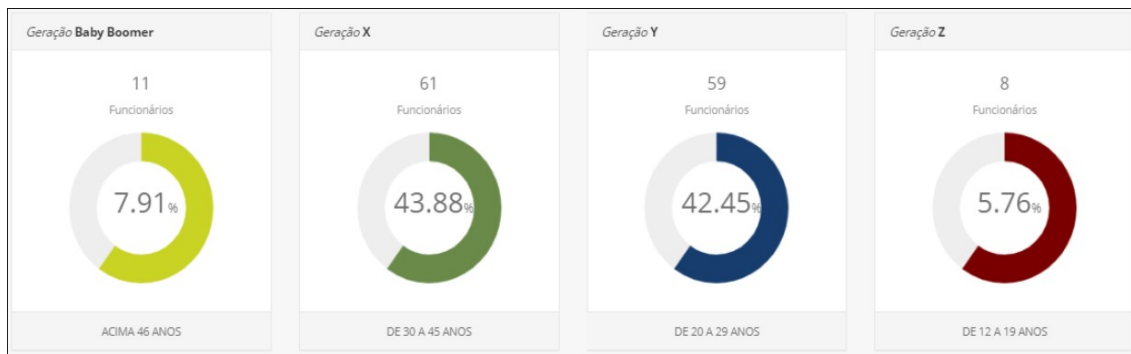 Geração Baby Boomer
11
Funcionários
7.91%
ACIMA 46 ANOS
Geração X
61
Funcionários
43.88%
DE 30 A 45 ANOS
Geração Y
59
Funcionários
42.45%
DE 20 A 29 ANOS
Geração Z
8
Funcionários
5.76%
DE 12 A 19 ANOS